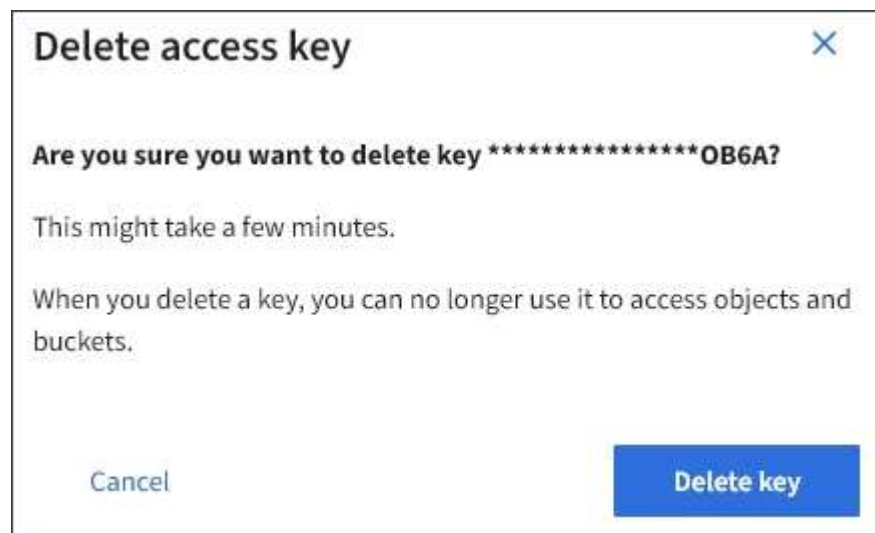 Delete access key
Are you sure you want to delete key ****************OB6A?
This might take a few minutes.
When you delete a key, you can no longer use it to access objects and
buckets.
Cancel
Delete key